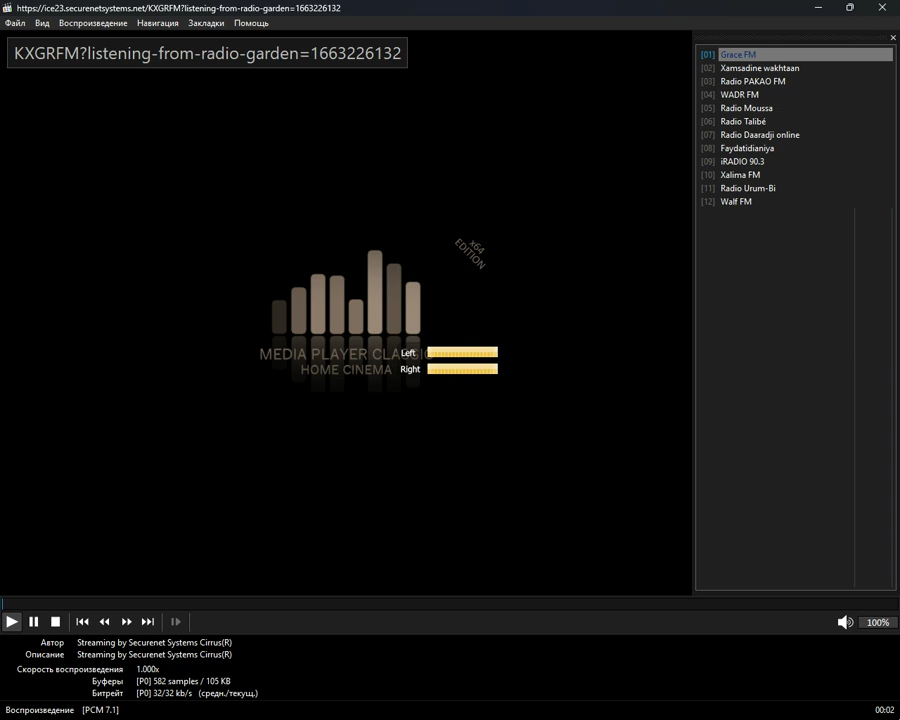 https://ice23.securenetsystems.net/KXGRFM?listening-from-radio-garden=1663226132
Файл Вид Воспроизведение Навигация Закладки Помощь
KXGRFM?listening-from-radio-garden=1663226132
[01] Grace FM
[02] Xamsadine wakhtaan
[03] Radio PAKAO FM
[04] WADR FM
[05] Radio Moussa
[06] Radio Talibé
[07] Radio Daaradji online
[08] Faydatidianiya
[09] iRADIO 90.3
[10] Xalima FM
[11] Radio Urum-Bi
[12] Walf FM
x64
EDITION
MEDIA PLAYER CLASSIC
HOME CINEMA
Left
Right
100%
Автор Streaming by Securenet Systems Cirrus(R)
Описание Streaming by Securenet Systems Cirrus(R)
Скорость воспроизведения 1.000x
Буферы [P0] 582 samples / 105 KB
Битрейт [P0] 32/32 kb/s (средн./текущ.)
Воспроизведение [PCM 7.1] 00:02